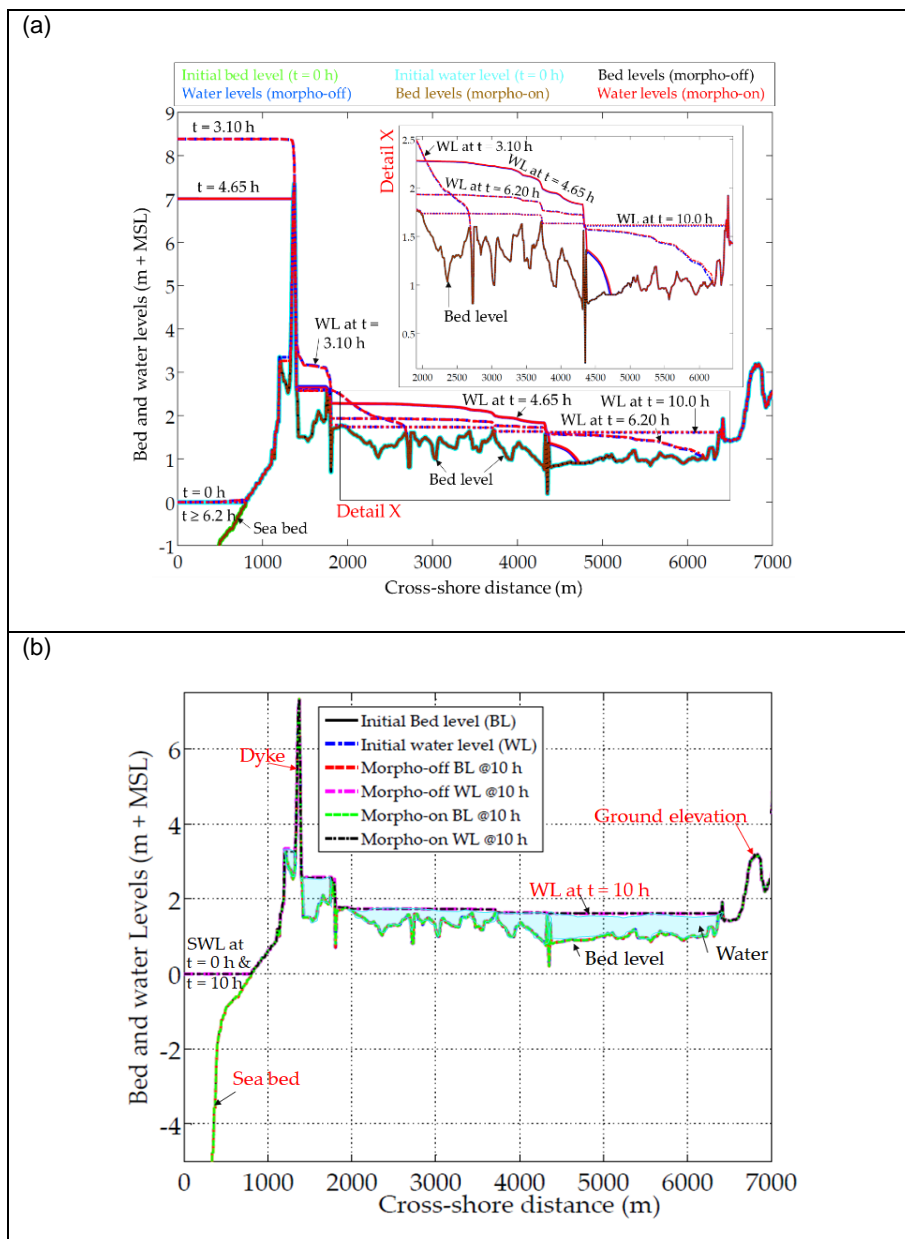 (a)
Initial bed level (t = 0 h) Initial water level (t = 0 h) Bed levels (morpho-off)
Water levels (morpho-off) Bed levels (morpho-on) Water levels (morpho-on)
9
8
7
6
5
4
3
2
1
0
-1
Bed and water levels (m + MSL)
t = 3.10 h
t = 4.65 h
WL at t =
3.10 h
t = 0 h
t ≥ 6.2 h
Sea bed
Detail X
2.5
2
1.5
1
0.5
WL at t = 3.10 h
WL at t = 4.65 h
WL at t = 6.20 h
WL at t = 10.0 h
Bed level
1900 2500 3000 3500 4000 4500 5000 5500 6000
WL at t = 4.65 h
WL at t = 10.0 h
WL at t = 6.20 h
Bed level
Detail X
0 1000 2000 3000 4000 5000 6000 7000
Cross-shore distance (m)
(b)
Bed and water Levels (m + MSL)
6
4
2
0
-2
-4
Initial Bed level (BL)
Initial water level (WL)
Morpho-off BL @10 h
Morpho-off WL @10 h
Morpho-on BL @10 h
Morpho-on WL @10 h
Dyke
Ground elevation
WL at t = 10 h
SWL at
t = 0 h &
t = 10 h
Bed level
Water
Sea bed
0 1000 2000 3000 4000 5000 6000 7000
Cross-shore distance (m)